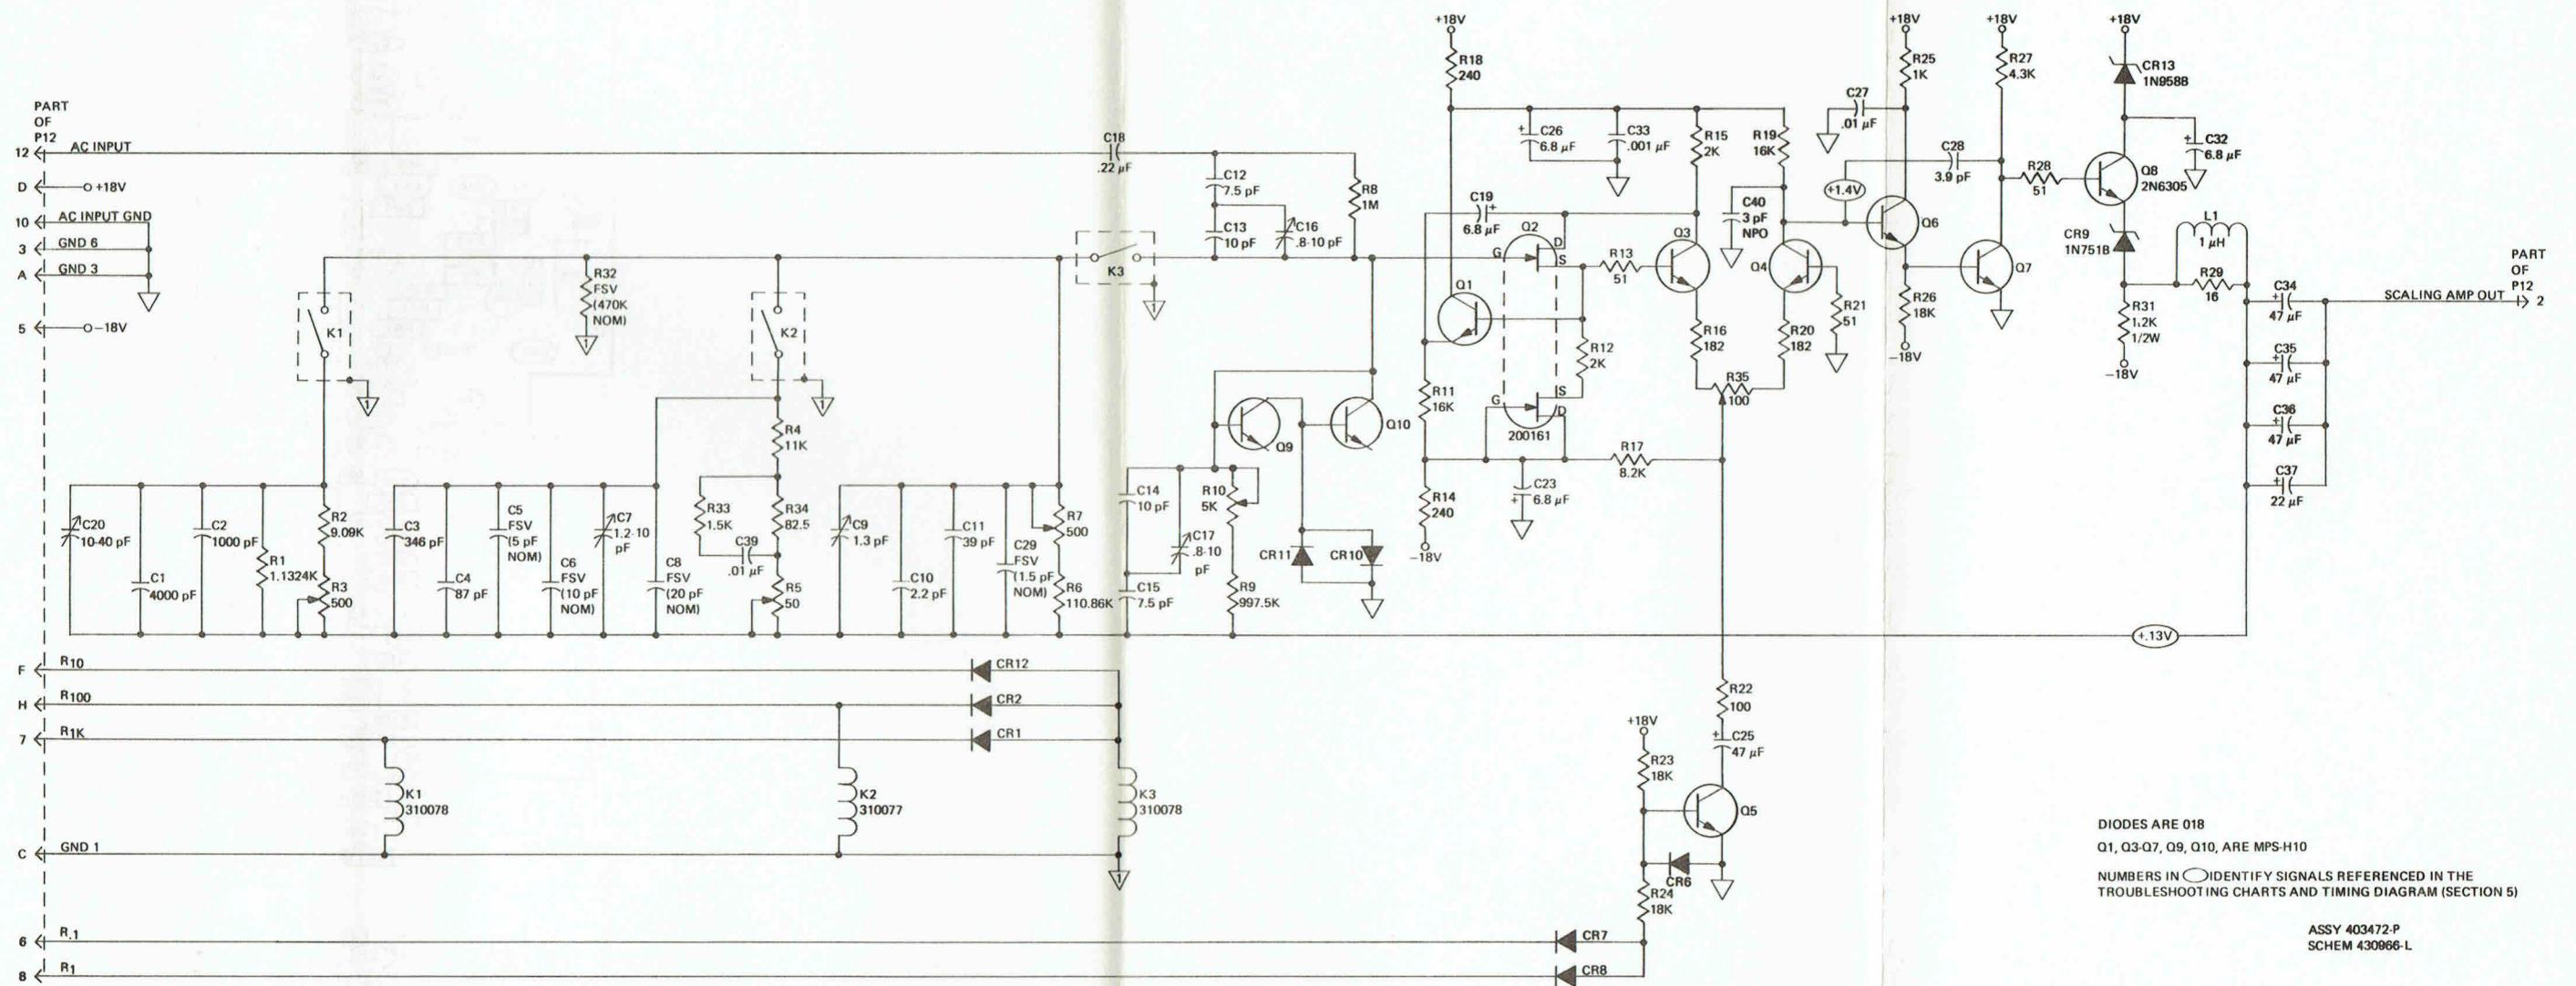 PART
OF
P12
12 AC INPUT
D +18V
10 AC INPUT GND
3 GND 6
A GND 3
5 -18V
K1
R32
FSV
(470K
NOM)
K2
C18
.22 µF
K3
C12
7.5 pF
C13
10 pF
C16
.8-10 pF
R8
1M
+18V
R18
240
C26
6.8 µF
C33
.001 µF
R15
2K
R19
16K
C40
3 pF
NPO
C19
6.8 µF
Q1
Q2
G
D
S
R13
51
Q3
Q4
R21
51
R12
2K
R16
182
R20
182
R35
100
S
G
D
200161
R11
16K
R14
240
-18V
R17
8.2K
C23
6.8 µF
+18V
R25
1K
C27
.01 µF
+1.4V
C28
3.9 pF
+18V
R27
4.3K
Q6
Q7
R26
18K
-18V
R28
51
+18V
CR13
1N958B
C32
6.8 µF
Q8
2N6305
CR9
1N751B
L1
1 µH
R29
16
R31
1.2K
1/2W
-18V
C34
47 µF
C35
47 µF
C36
47 µF
C37
22 µF
SCALING AMP OUT
PART
OF
P12
2
C20
10-40 pF
C1
4000 pF
C2
1000 pF
R1
1.1324K
R2
9.09K
R3
500
C3
346 pF
C4
87 pF
C5
FSV
(5 pF
NOM)
C6
FSV
(10 pF
NOM)
C7
1.2-10
pF
C8
FSV
(20 pF
NOM)
R4
11K
R33
1.5K
R34
82.5
C39
.01 µF
R5
50
C9
1.3 pF
C10
2.2 pF
C11
39 pF
C29
FSV
(1.5 pF
NOM)
R7
500
R6
110.86K
C14
10 pF
C17
.8-10
pF
C15
7.5 pF
R10
5K
R9
997.5K
Q9
Q10
CR11
CR10
+.13V
F R10
CR12
H R100
CR2
7 R1K
CR1
K1
310078
K2
310077
K3
310078
C GND 1
1
R22
100
C25
47 µF
+18V
R23
18K
Q5
CR6
R24
18K
6 R.1
CR7
8 R1
CR8
DIODES ARE 018
Q1, Q3-Q7, Q9, Q10, ARE MPS-H10
NUMBERS IN IDENTIFY SIGNALS REFERENCED IN THE
TROUBLESHOOTING CHARTS AND TIMING DIAGRAM (SECTION 5)
ASSY 403472-P
SCHEM 430966-L